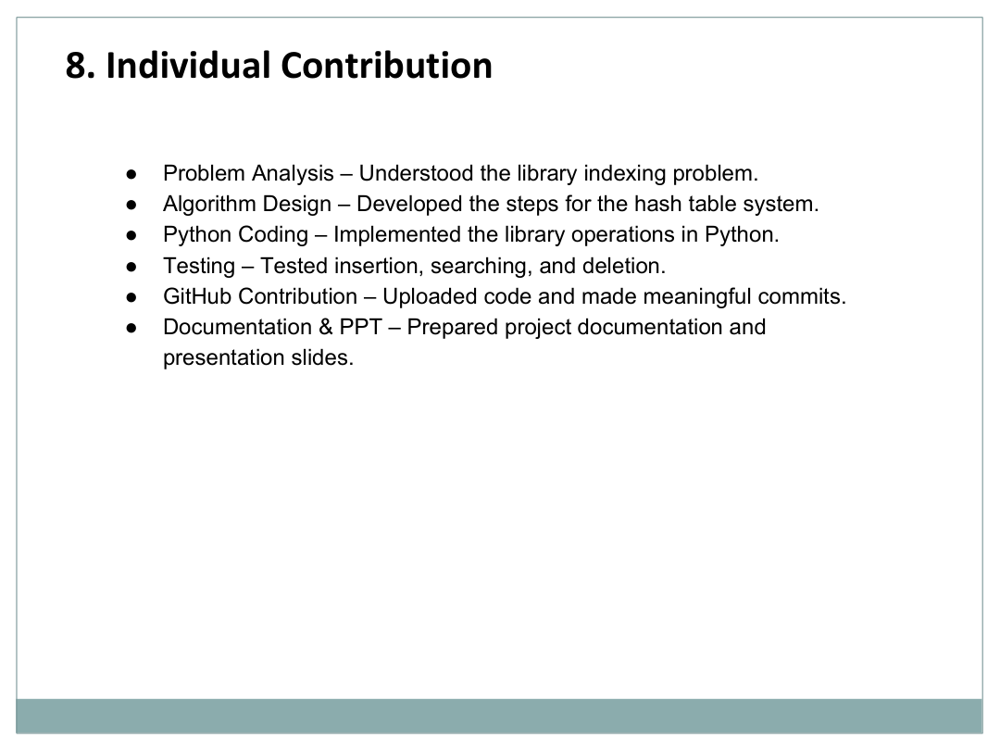 8. Individual Contribution
● Problem Analysis – Understood the library indexing problem.
● Algorithm Design – Developed the steps for the hash table system.
● Python Coding – Implemented the library operations in Python.
● Testing – Tested insertion, searching, and deletion.
● GitHub Contribution – Uploaded code and made meaningful commits.
● Documentation & PPT – Prepared project documentation and
presentation slides.